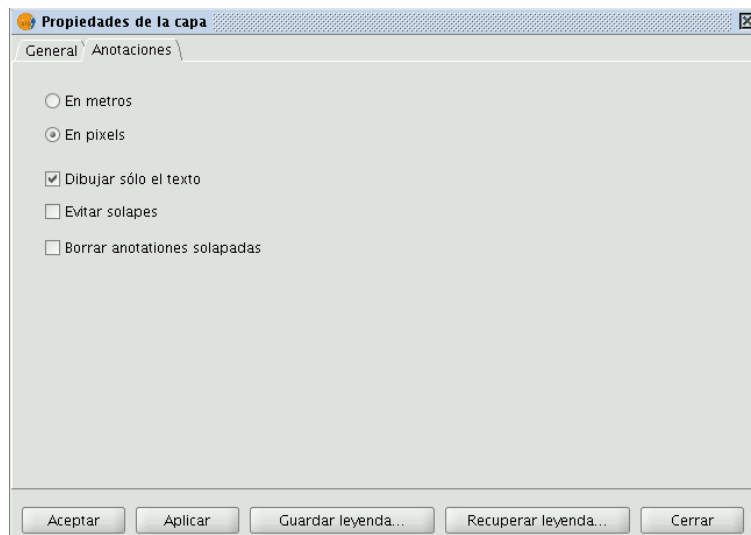 Propiedades de la capa
General Anotaciones
En metros
En pixels
Dibujar sólo el texto
Evitar solapes
Borrar anotationes solapadas
Aceptar Aplicar Guardar leyenda... Recuperar leyenda... Cerrar